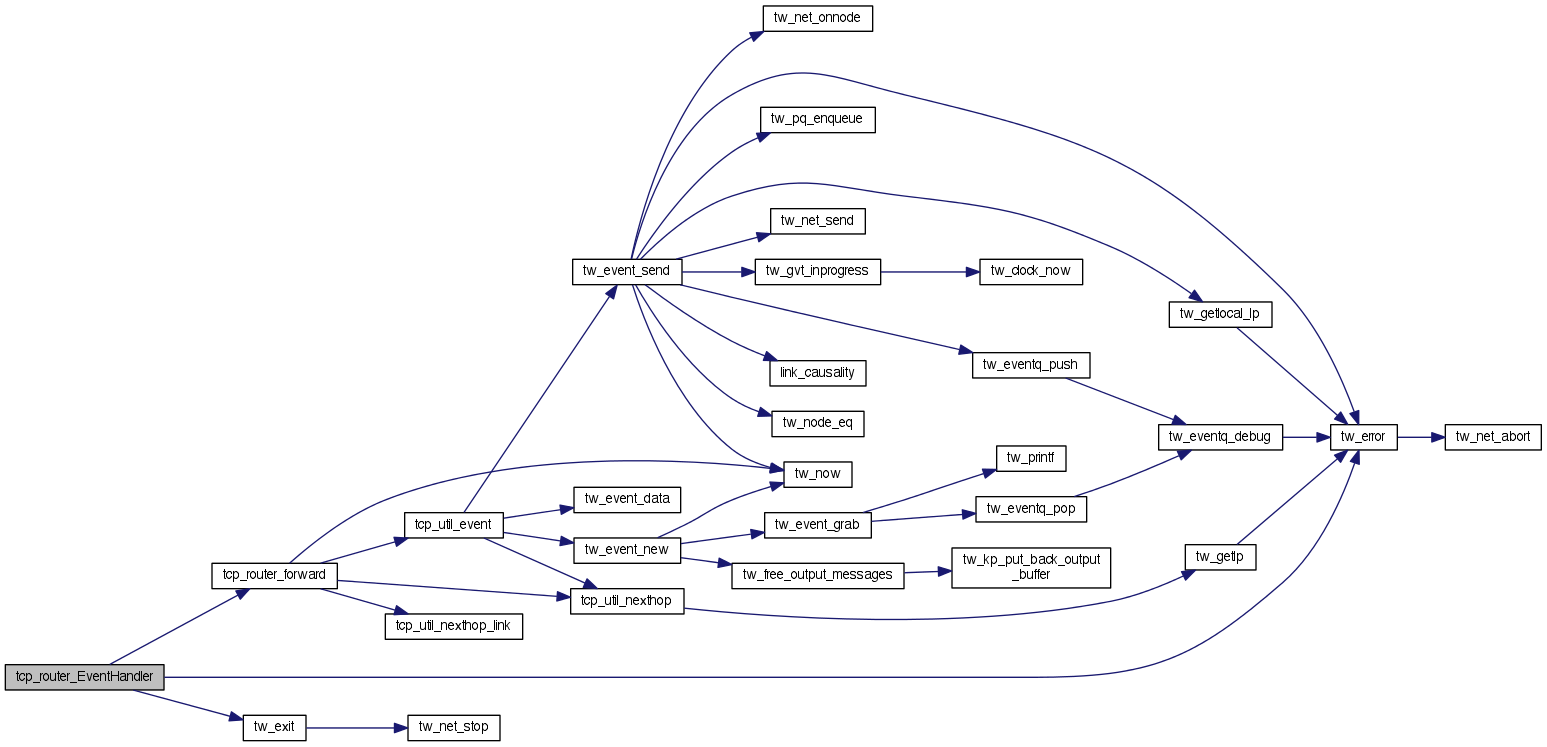 tw_net_onnode
tw_pq_enqueue
tw_net_send
tw_event_send
tw_gvt_inprogress
tw_clock_now
tw_getlocal_lp
tw_eventq_push
link_causality
tw_node_eq
tw_eventq_debug
tw_error
tw_net_abort
tw_printf
tw_now
tw_event_data
tw_eventq_pop
tcp_util_event
tw_event_grab
tw_event_new
tw_getlp
tw_kp_put_back_output
_buffer
tcp_router_forward
tw_free_output_messages
tcp_util_nexthop
tcp_util_nexthop_link
tcp_router_EventHandler
tw_exit
tw_net_stop